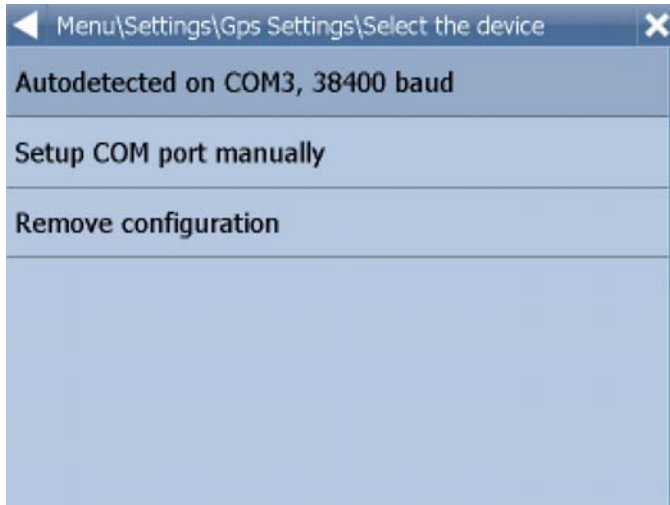 Menu\Settings\Gps Settings\Select the device
Autodetected on COM3, 38400 baud
Setup COM port manually
Remove configuration